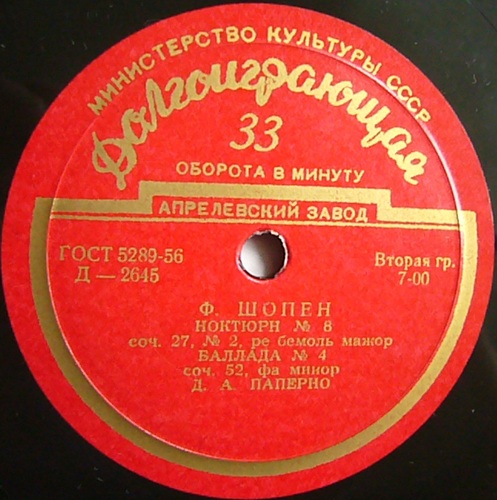 МИНИСТЕРСТВО КУЛЬТУРЫ СССР
Долгоиграющая
33
ОБОРОТА В МИНУТУ
АПРЕЛЕВСКИЙ ЗАВОД
ГОСТ 5289-56
Д — 2645
Вторая гр.
7-00
Ф. ШОПЕН
НОКТЮРН № 8
соч. 27, № 2, ре бемоль мажор
БАЛЛАДА № 4
соч. 52, фа минор
Д. А. ПАПЕРНО